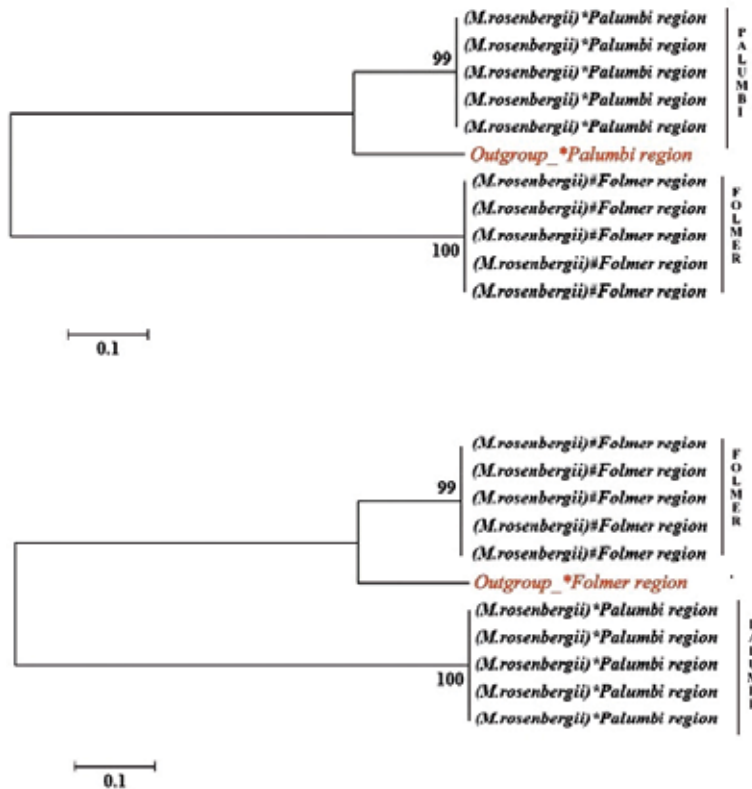 (M.rosenbergii)*Palumbi region
99
(M.rosenbergii)*Palumbi region
(M.rosenbergii)*Palumbi region
(M.rosenbergii)*Palumbi region
(M.rosenbergii)*Palumbi region
PALUMBI
Outgroup_*Palumbi region
(M.rosenbergii)#Folmer region
(M.rosenbergii)#Folmer region
(M.rosenbergii)#Folmer region
100
(M.rosenbergii)#Folmer region
(M.rosenbergii)#Folmer region
FOLMER
0.1
(M.rosenbergii)#Folmer region
(M.rosenbergii)#Folmer region
99
(M.rosenbergii)#Folmer region
(M.rosenbergii)#Folmer region
(M.rosenbergii)#Folmer region
FOLMER
Outgroup_*Folmer region
(M.rosenbergii)*Palumbi region
(M.rosenbergii)*Palumbi region
(M.rosenbergii)*Palumbi region
100
(M.rosenbergii)*Palumbi region
(M.rosenbergii)*Palumbi region
0.1